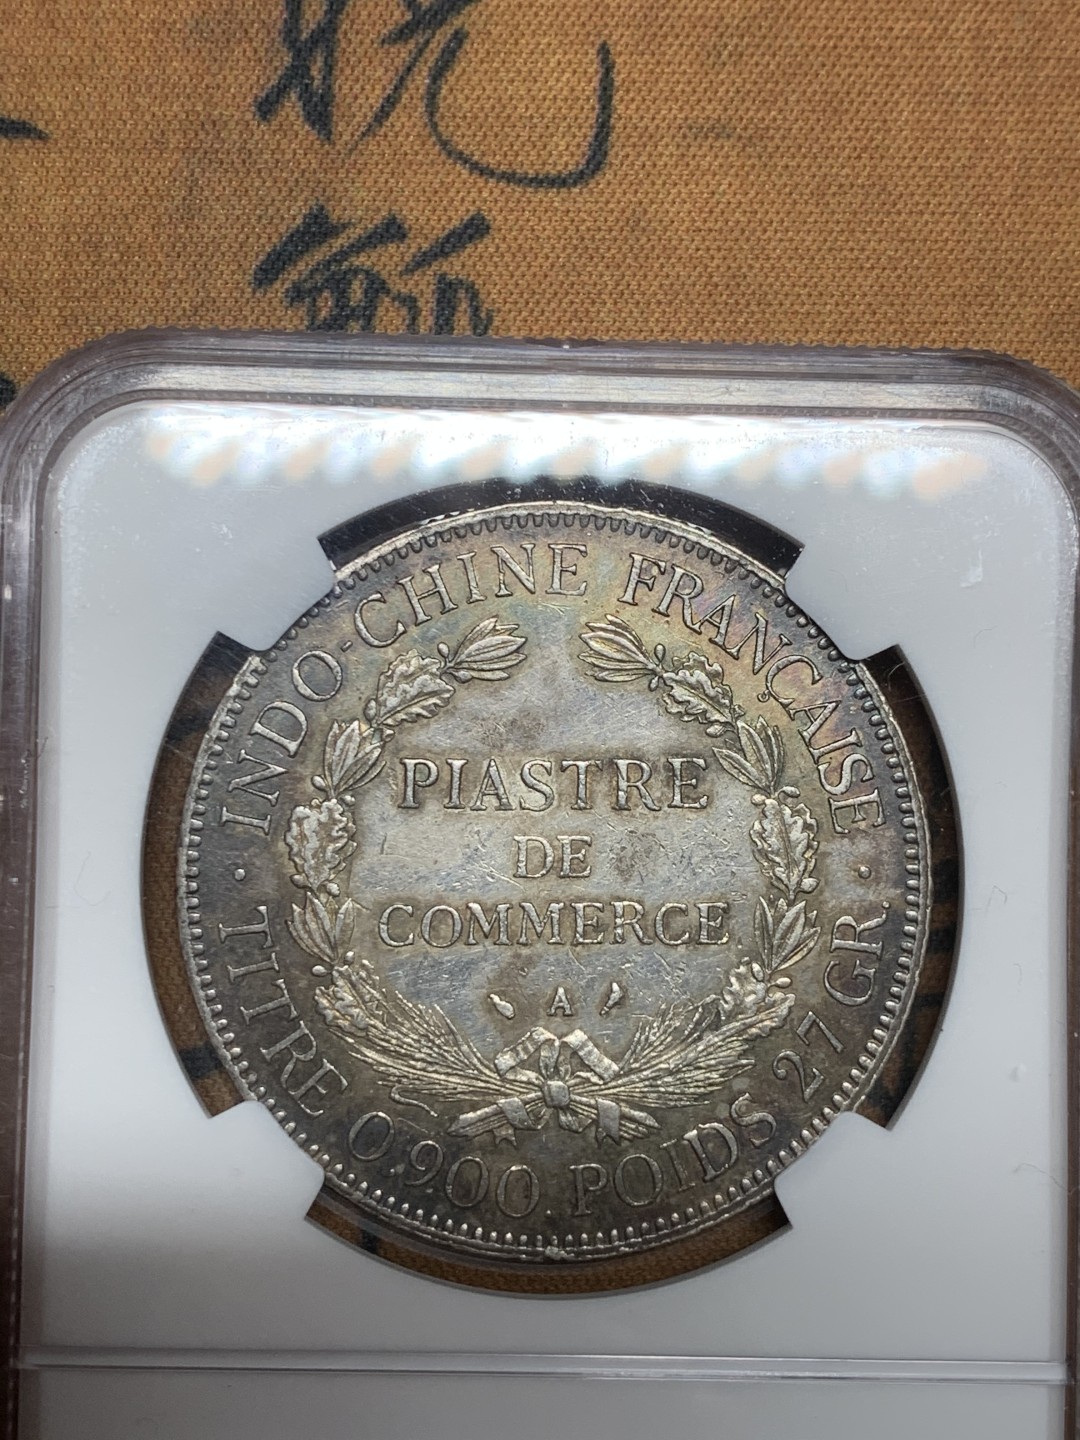 INDO-CHINE FRANÇAISE
PIASTRE
DE
COMMERCE
A
· TITRE 0.900. POIDS 27 GR. ·